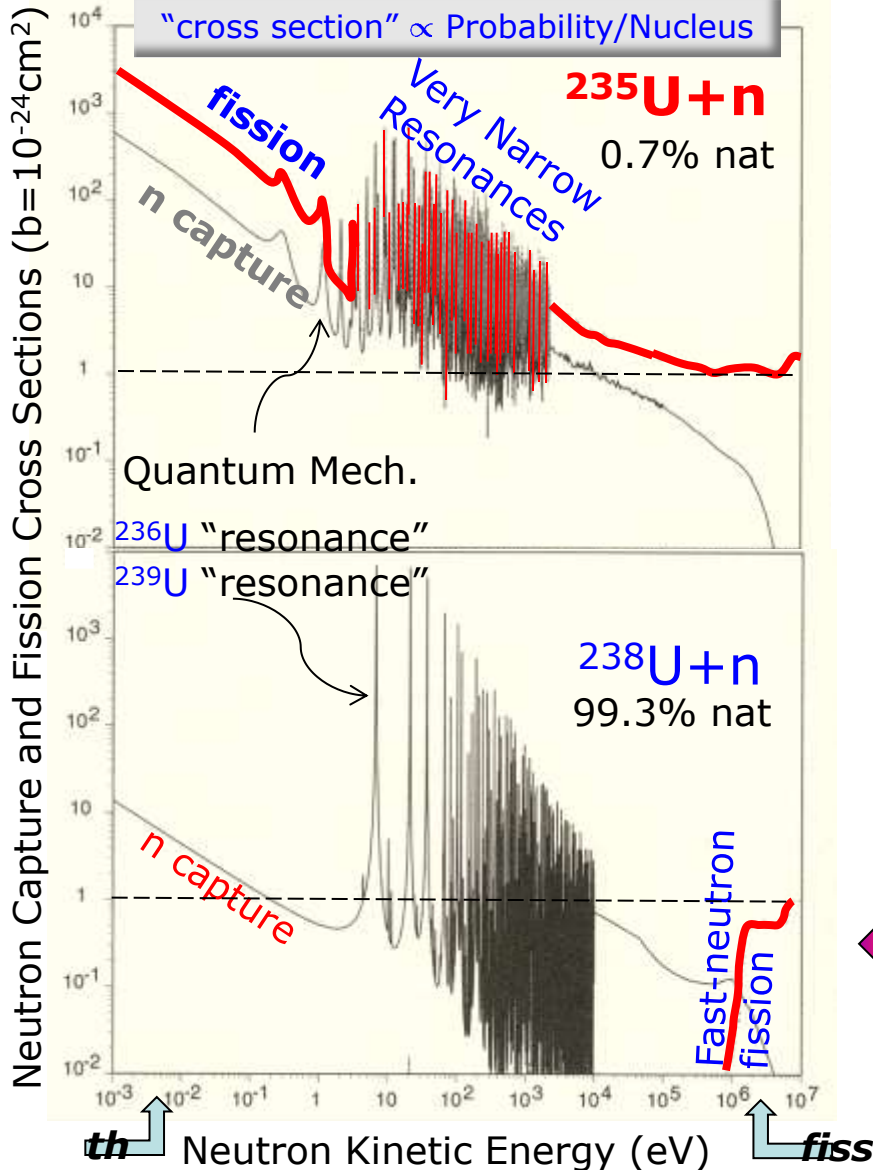 “cross section” ∝ Probability/Nucleus
Neutron Capture and Fission Cross Sections (b=10⁻²⁴cm²)
10⁴
10³
10²
10
1
10⁻¹
10⁻²
fission
n capture
Very Narrow
Resonances
²³⁵U+n
0.7% nat
Quantum Mech.
²³⁶U “resonance”
²³⁹U “resonance”
10³
10²
10
1
10⁻¹
10⁻²
²³⁸U+n
99.3% nat
n capture
Fast-neutron
fission
10⁻³ 10⁻² 10⁻¹ 1 10 10² 10³ 10⁴ 10⁵ 10⁶ 10⁷
th Neutron Kinetic Energy (eV) fiss